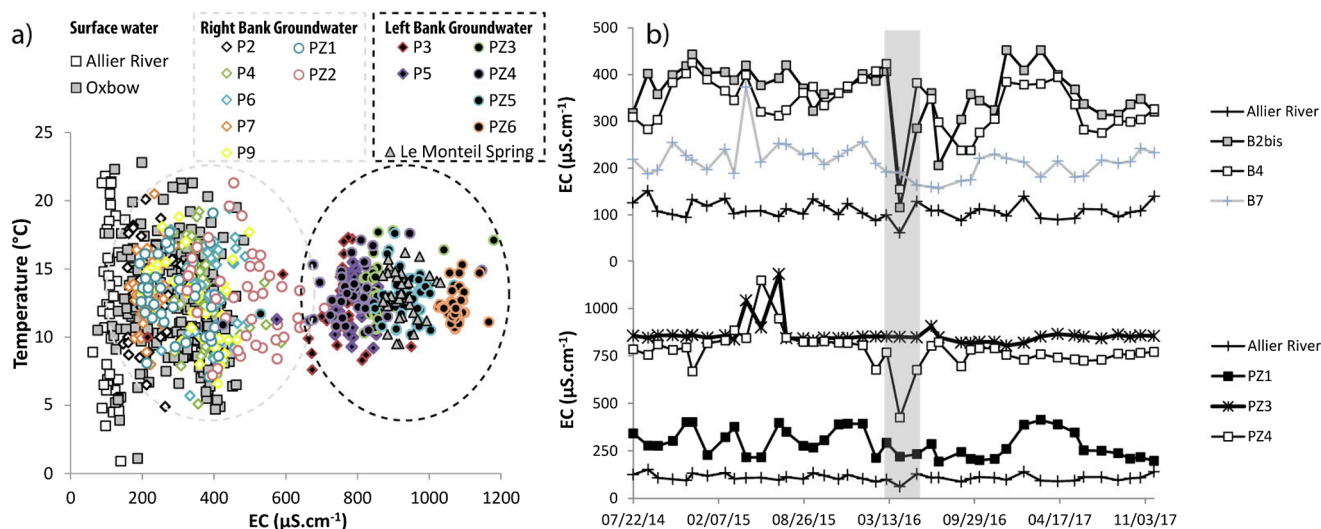 a)
Surface water
Allier River
Oxbow
Right Bank Groundwater
P2
PZ1
P4
PZ2
P6
P7
P9
Left Bank Groundwater
P3
PZ3
P5
PZ4
PZ5
PZ6
Le Monteil Spring
Temperature (°C)
25
20
15
10
5
0
0 200 400 600 800 1000 1200
EC (µS.cm⁻¹)
b)
EC (µS.cm⁻¹)
500
400
300
200
100
0
Allier River
B2bis
B4
B7
EC (µS.cm⁻¹)
1000
750
500
250
0
Allier River
PZ1
PZ3
PZ4
07/22/14 02/07/15 08/26/15 03/13/16 09/29/16 04/17/17 11/03/17